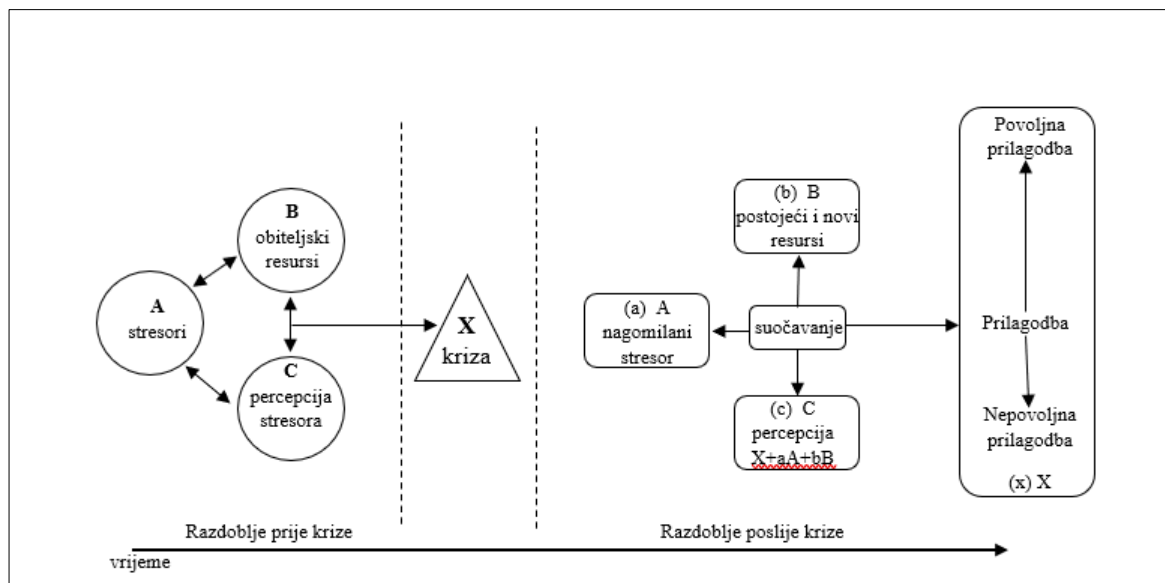 B
obiteljski
resursi
A
stresori
C
percepcija
stresora
X
kriza
(b) B
postojeći i novi
resursi
(a) A
nagomilani
stresor
suočavanje
(c) C
percepcija
X+aA+bB
Povoljna
prilagodba
Prilagodba
Nepovoljna
prilagodba
(x) X
Razdoblje prije krize
Razdoblje poslije krize
vrijeme